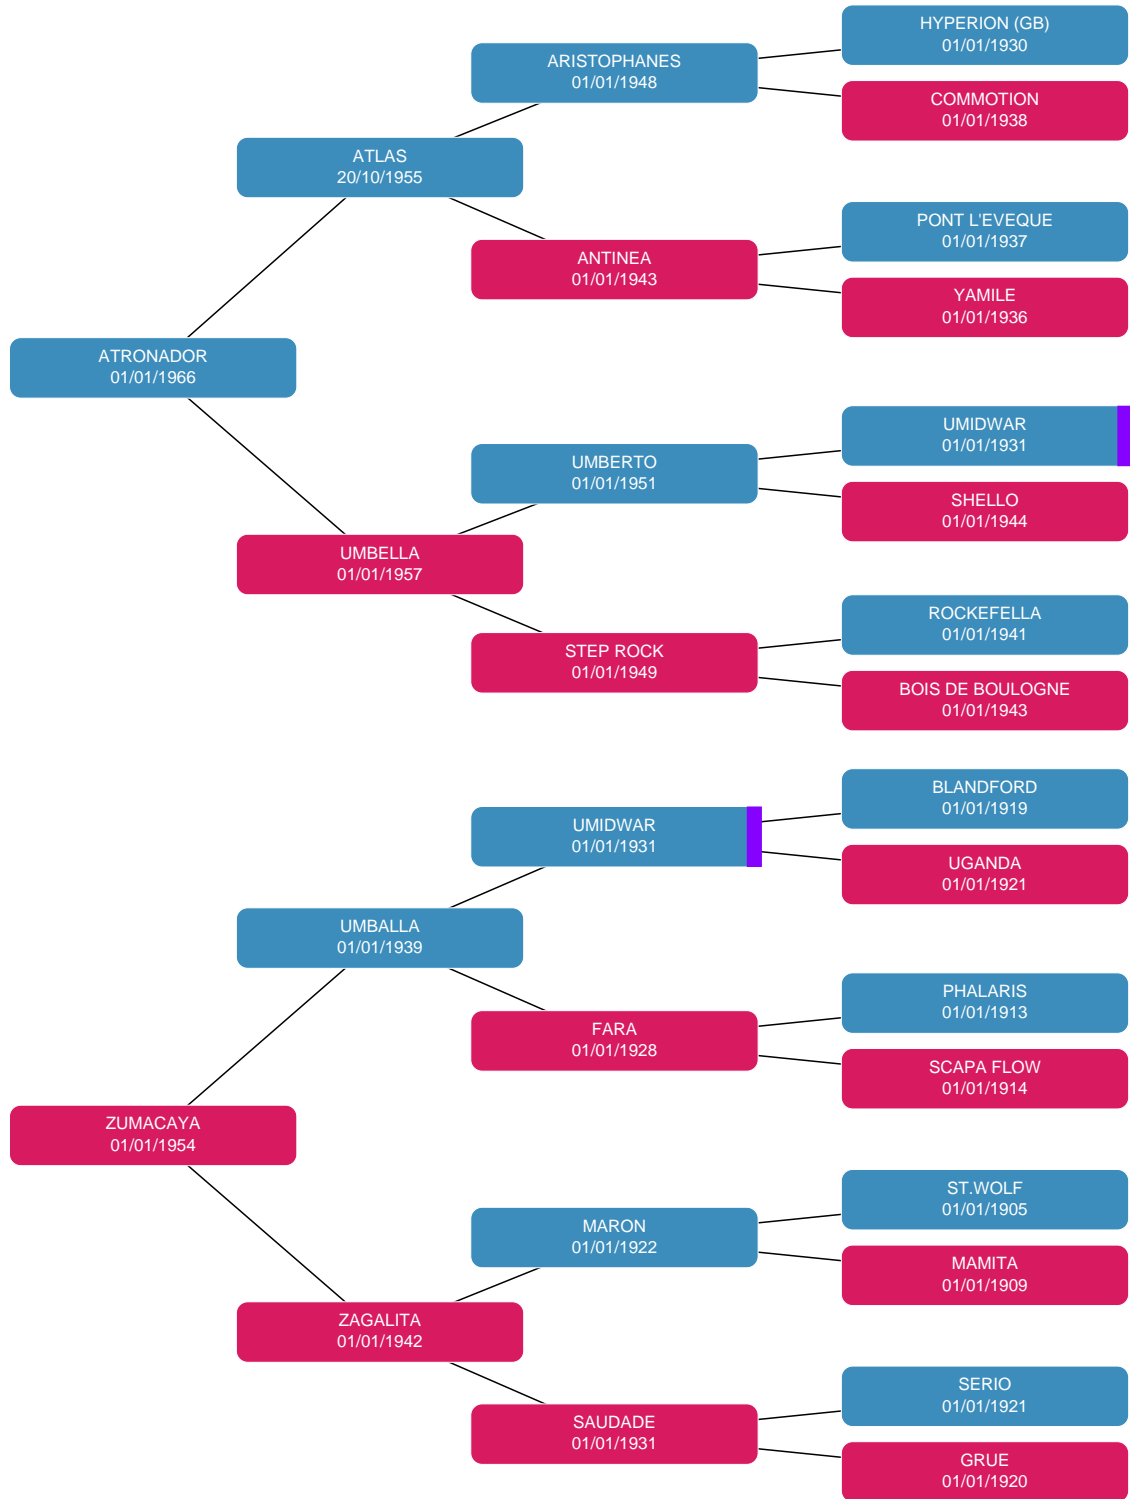 HYPERION (GB)
01/01/1930
ARISTOPHANES
01/01/1948
COMMOTION
01/01/1938
ATLAS
20/10/1955
PONT L'EVEQUE
01/01/1937
ANTINEA
01/01/1943
YAMILE
01/01/1936
ATRONADOR
01/01/1966
UMIDWAR
01/01/1931
UMBERTO
01/01/1951
SHELLO
01/01/1944
UMBELLA
01/01/1957
ROCKEFELLA
01/01/1941
STEP ROCK
01/01/1949
BOIS DE BOULOGNE
01/01/1943
BLANDFORD
01/01/1919
UMIDWAR
01/01/1931
UGANDA
01/01/1921
UMBALLA
01/01/1939
PHALARIS
01/01/1913
FARA
01/01/1928
SCAPA FLOW
01/01/1914
ZUMACAYA
01/01/1954
ST.WOLF
01/01/1905
MARON
01/01/1922
MAMITA
01/01/1909
ZAGALITA
01/01/1942
SERIO
01/01/1921
SAUDADE
01/01/1931
GRUE
01/01/1920